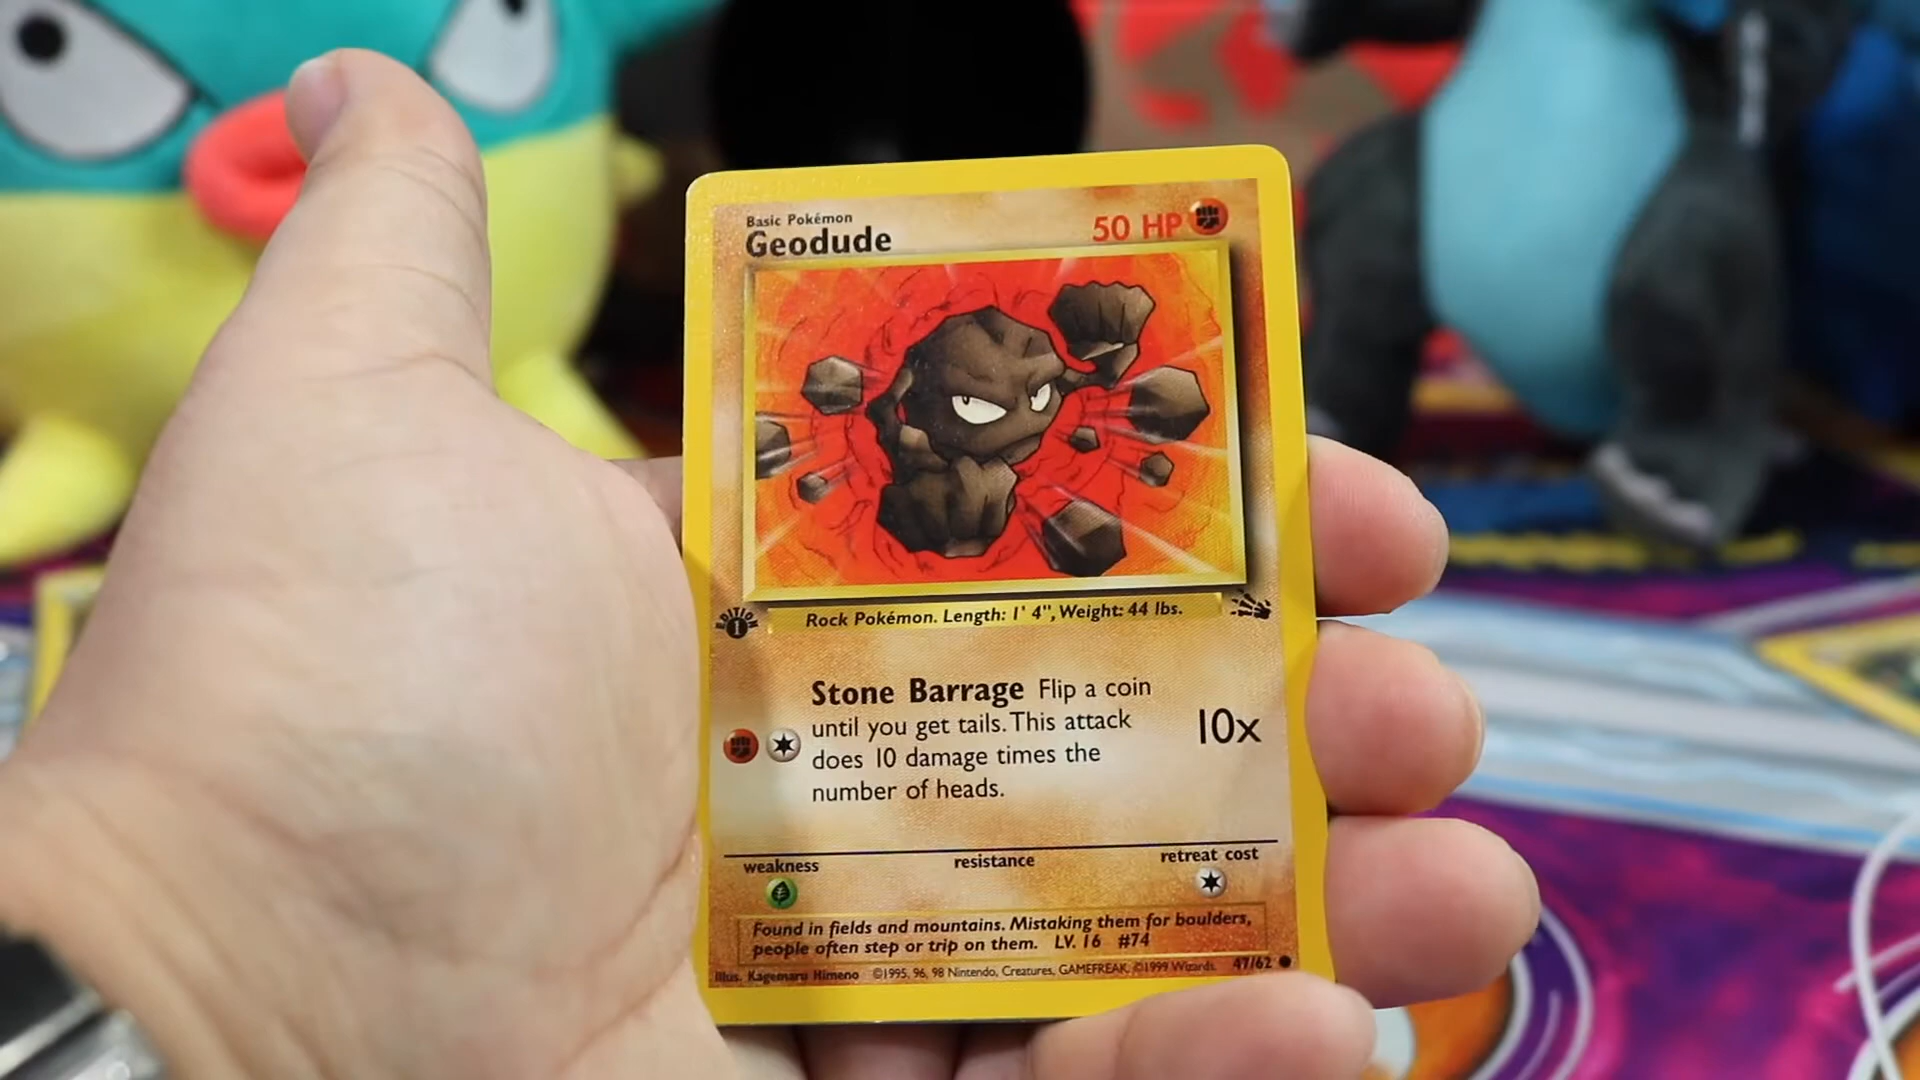 Basic Pokémon
Geodude
50 HP
EDITION
1
Rock Pokémon. Length: 1' 4", Weight: 44 lbs.
Stone Barrage Flip a coin
until you get tails. This attack
does 10 damage times the
number of heads.
10x
weakness
resistance
retreat cost
Found in fields and mountains. Mistaking them for boulders,
people often step or trip on them. LV. 16 #74
Illus. Kagemaru Himeno ©1995, 96, 98 Nintendo, Creatures, GAMEFREAK. ©1999 Wizards. 47/62